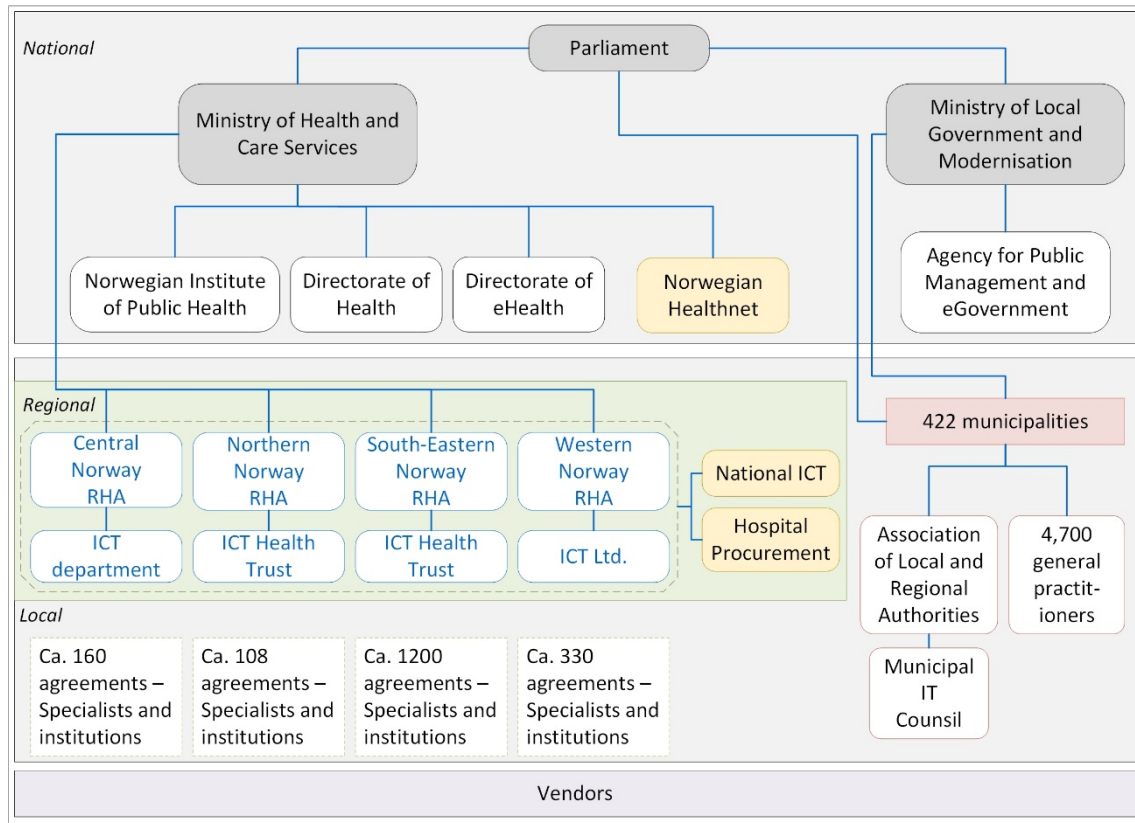 National
Parliament
Ministry of Health and
Care Services
Ministry of Local
Government and
Modernisation
Norwegian Institute
of Public Health
Directorate of
Health
Directorate of
eHealth
Norwegian
Healthnet
Agency for Public
Management and
eGovernment
Regional
Central
Norway
RHA
Northern
Norway
RHA
South-Eastern
Norway
RHA
Western
Norway
RHA
ICT
department
ICT Health
Trust
ICT Health
Trust
ICT Ltd.
National ICT
Hospital
Procurement
422 municipalities
Association
of Local and
Regional
Authorities
4,700
general
practit-
ioners
Municipal
IT
Counsil
Local
Ca. 160
agreements –
Specialists and
institutions
Ca. 108
agreements –
Specialists and
institutions
Ca. 1200
agreements –
Specialists and
institutions
Ca. 330
agreements –
Specialists and
institutions
Vendors